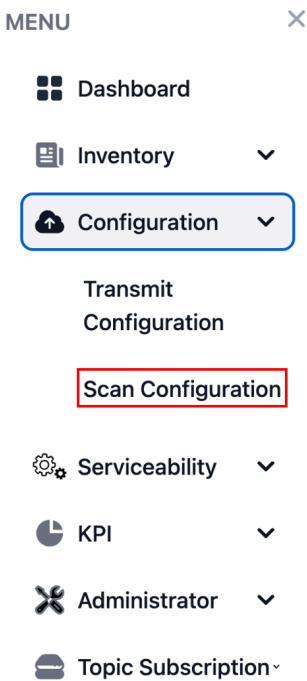 MENU
Dashboard
Inventory
Configuration
Transmit
Configuration
Scan Configuration
Serviceability
KPI
Administrator
Topic Subscription